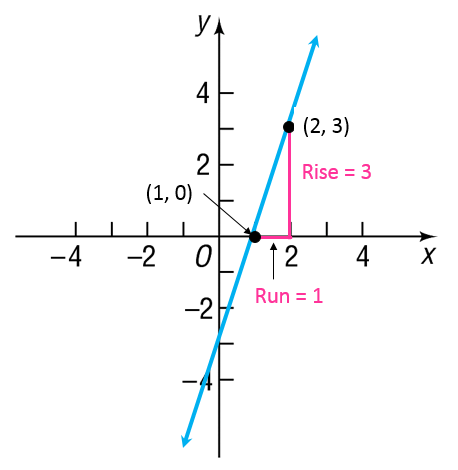 y
4
(2, 3)
2
Rise = 3
(1, 0)
−4 −2 O 2 4 x
Run = 1
−2
−4